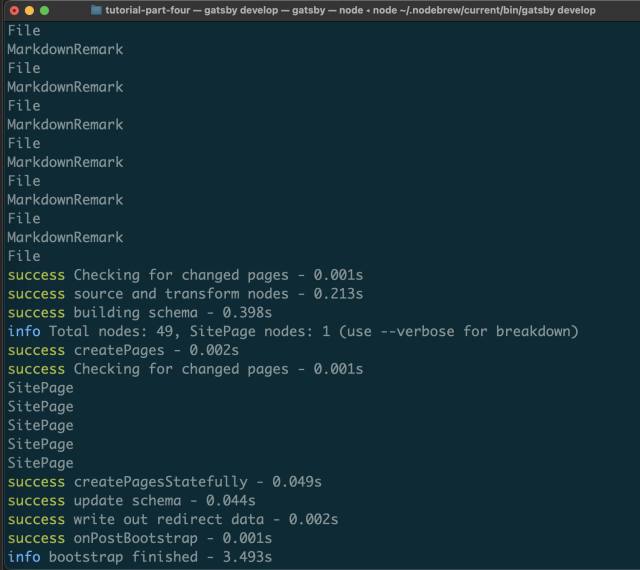 tutorial-part-four — gatsby develop — gatsby — node ◂ node ~/.nodebrew/current/bin/gatsby develop
File
MarkdownRemark
File
MarkdownRemark
File
MarkdownRemark
File
MarkdownRemark
File
MarkdownRemark
File
MarkdownRemark
File
success Checking for changed pages - 0.001s
success source and transform nodes - 0.213s
success building schema - 0.398s
info Total nodes: 49, SitePage nodes: 1 (use --verbose for breakdown)
success createPages - 0.002s
success Checking for changed pages - 0.001s
SitePage
SitePage
SitePage
SitePage
SitePage
success createPagesStatefully - 0.049s
success update schema - 0.044s
success write out redirect data - 0.002s
success onPostBootstrap - 0.001s
info bootstrap finished - 3.493s